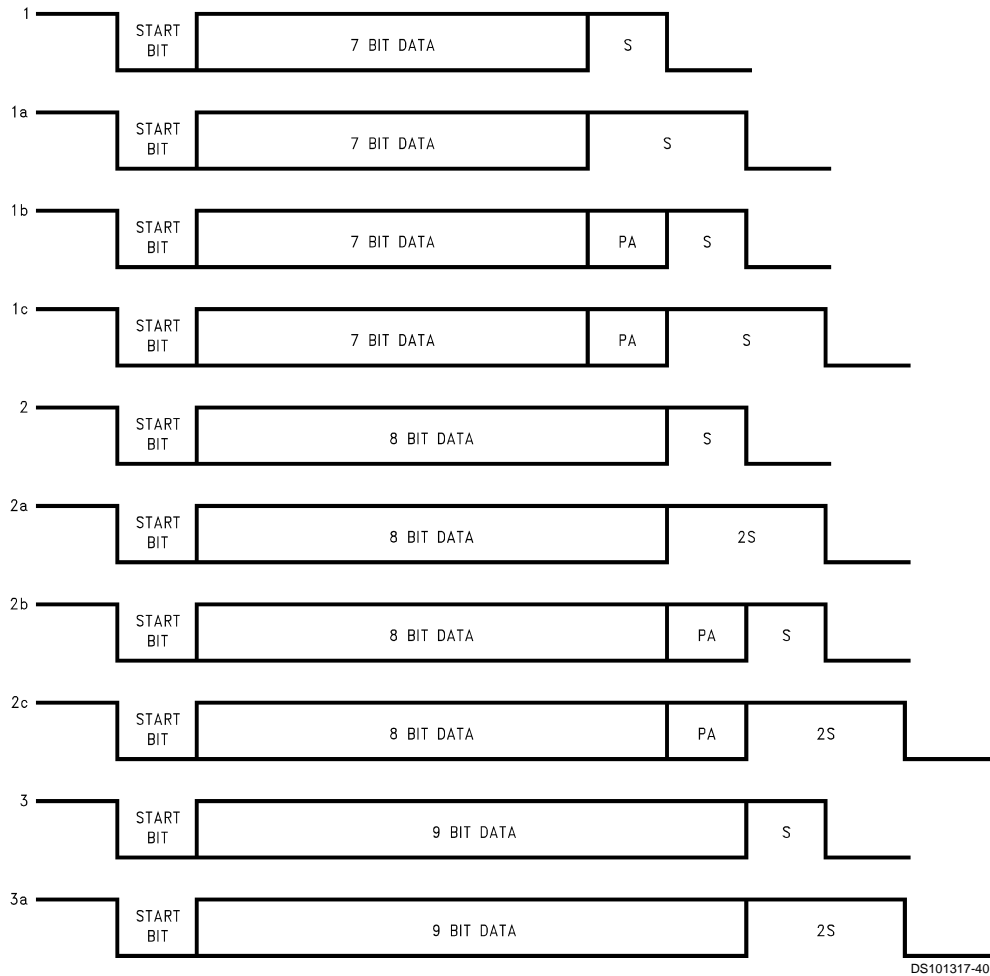 1 START BIT 7 BIT DATA S
1a START BIT 7 BIT DATA S
1b START BIT 7 BIT DATA PA S
1c START BIT 7 BIT DATA PA S
2 START BIT 8 BIT DATA S
2a START BIT 8 BIT DATA 2S
2b START BIT 8 BIT DATA PA S
2c START BIT 8 BIT DATA PA 2S
3 START BIT 9 BIT DATA S
3a START BIT 9 BIT DATA 2S
DS101317-40